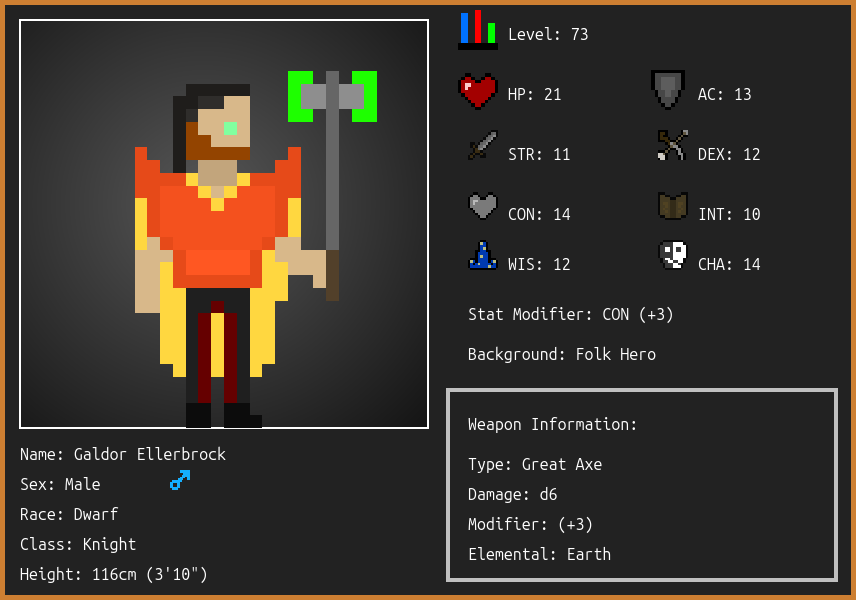 Level: 73
HP: 21
AC: 13
STR: 11
DEX: 12
CON: 14
INT: 10
WIS: 12
CHA: 14
Stat Modifier: CON (+3)
Background: Folk Hero
Weapon Information:
Type: Great Axe
Damage: d6
Modifier: (+3)
Elemental: Earth
Name: Galdor Ellerbrock
Sex: Male
Race: Dwarf
Class: Knight
Height: 116cm (3'10")